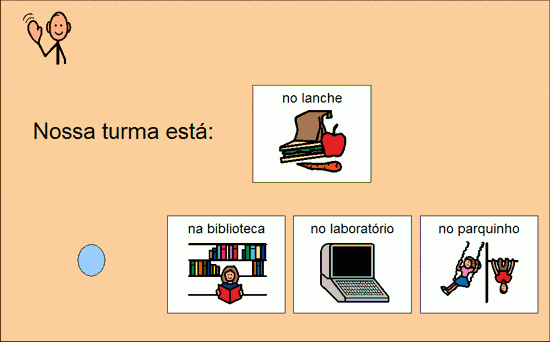 no lanche
Nossa turma está:
na biblioteca
no laboratório
no parquinho